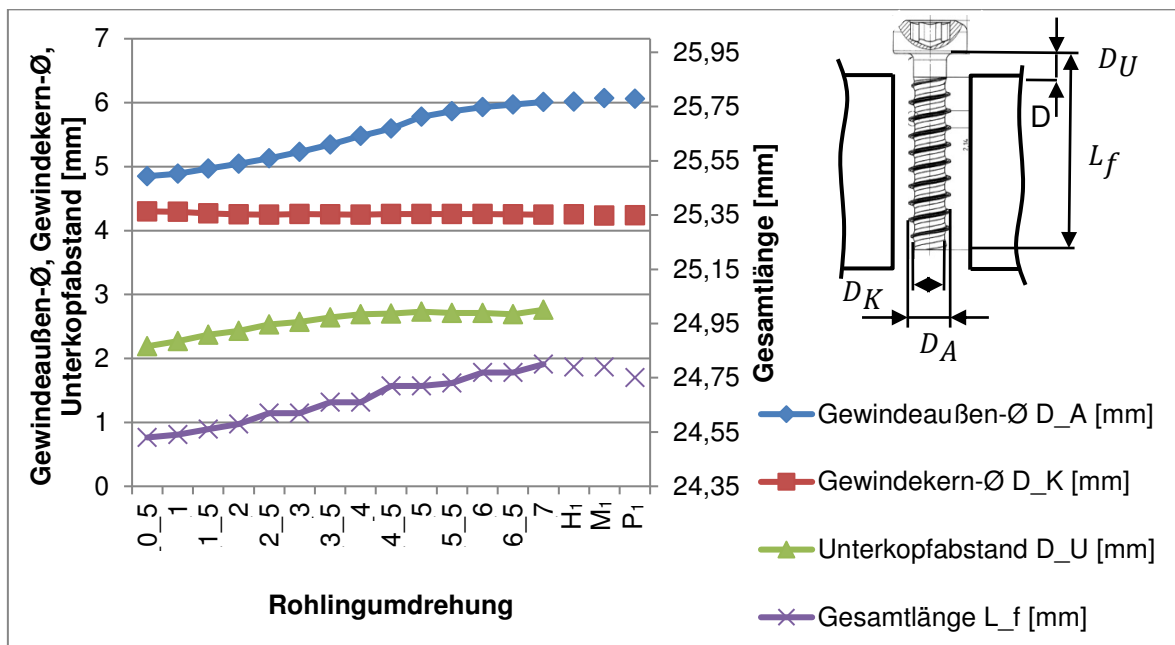 Gewindeaußen-Ø, Gewindekern-Ø,
Unterkopfabstand [mm]
7
6
5
4
3
2
1
0
25,95
25,75
25,55
25,35
25,15
24,95
24,75
24,55
24,35
Gesamtlänge [mm]
0_5
1
1_5
2
2_5
3
3_5
4
4_5
5
5_5
6
6_5
7
H1
M1
P1
Rohlingumdrehung
D_U
D
L_f
D_K
D_A
Gewindeaußen-Ø D_A [mm]
Gewindekern-Ø D_K [mm]
Unterkopfabstand D_U [mm]
Gesamtlänge L_f [mm]